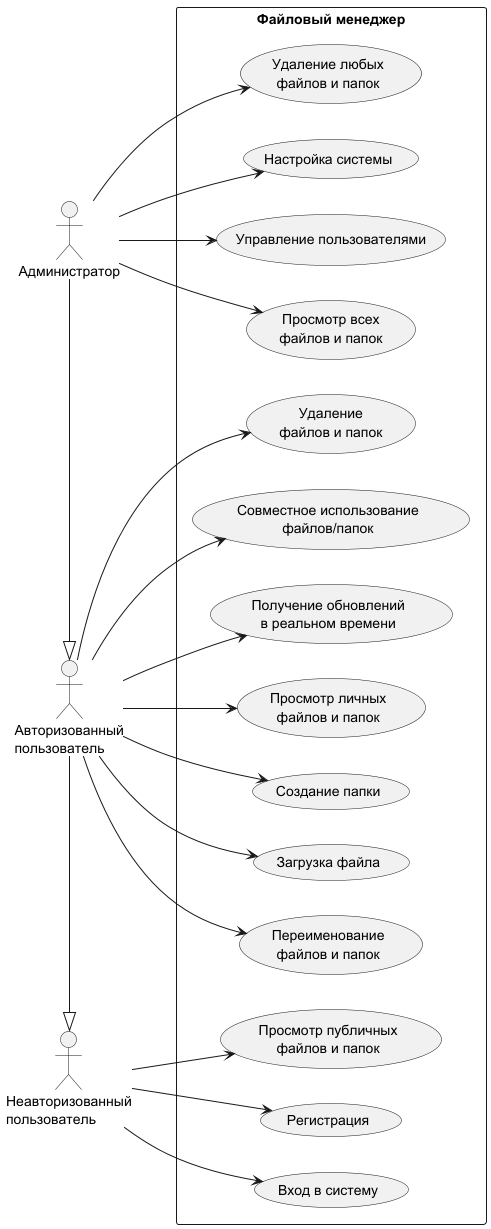 Файловый менеджер
Удаление любых
файлов и папок
Настройка системы
Администратор
Управление пользователями
Просмотр всех
файлов и папок
Удаление
файлов и папок
Совместное использование
файлов/папок
Получение обновлений
в реальном времени
Просмотр личных
файлов и папок
Авторизованный
пользователь
Создание папки
Загрузка файла
Переименование
файлов и папок
Просмотр публичных
файлов и папок
Неавторизованный
пользователь
Регистрация
Вход в систему